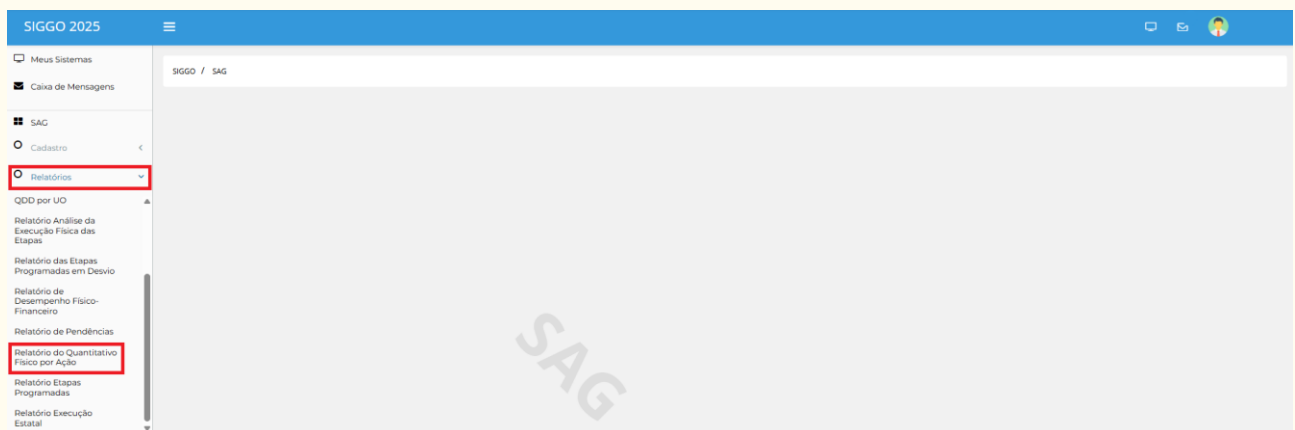 SIGGO 2025
Meus Sistemas
SIGGO / SAG
Caixa de Mensagens
SAG
Cadastro
Relatórios
QDD por UO
Relatório Análise da
Execução Física das
Etapas
Relatório das Etapas
Programadas em Desvio
Relatório de
Desempenho Físico-
Financeiro
Relatório de Pendências
Relatório do Quantitativo
Físico por Ação
Relatório Etapas
Programadas
Relatório Execução
Estatal
SAG